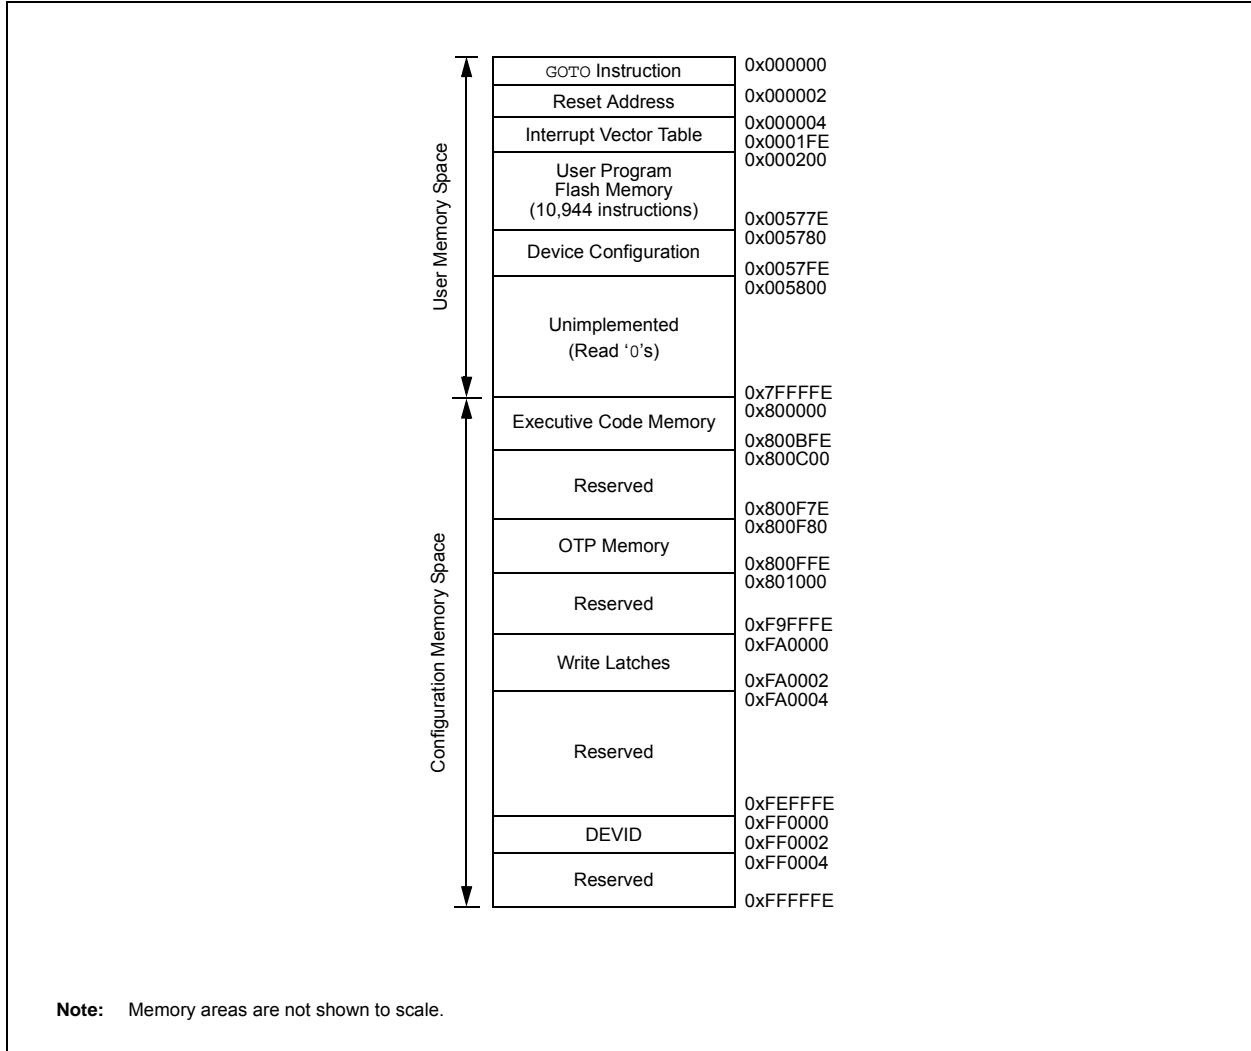 GOTO Instruction
0x000000
Reset Address
0x000002
Interrupt Vector Table
0x000004
0x0001FE
User Program
Flash Memory
(10,944 instructions)
0x000200
0x00577E
Device Configuration
0x005780
0x0057FE
Unimplemented
(Read ‘0’s)
0x005800
0x7FFFFE
User Memory Space
Executive Code Memory
0x800000
0x800BFE
Reserved
0x800C00
0x800F7E
OTP Memory
0x800F80
0x800FFE
Reserved
0x801000
0xF9FFFE
Write Latches
0xFA0000
0xFA0002
Reserved
0xFA0004
0xFEFFFE
DEVID
0xFF0000
0xFF0002
Reserved
0xFF0004
0xFFFFFE
Configuration Memory Space
Note: Memory areas are not shown to scale.